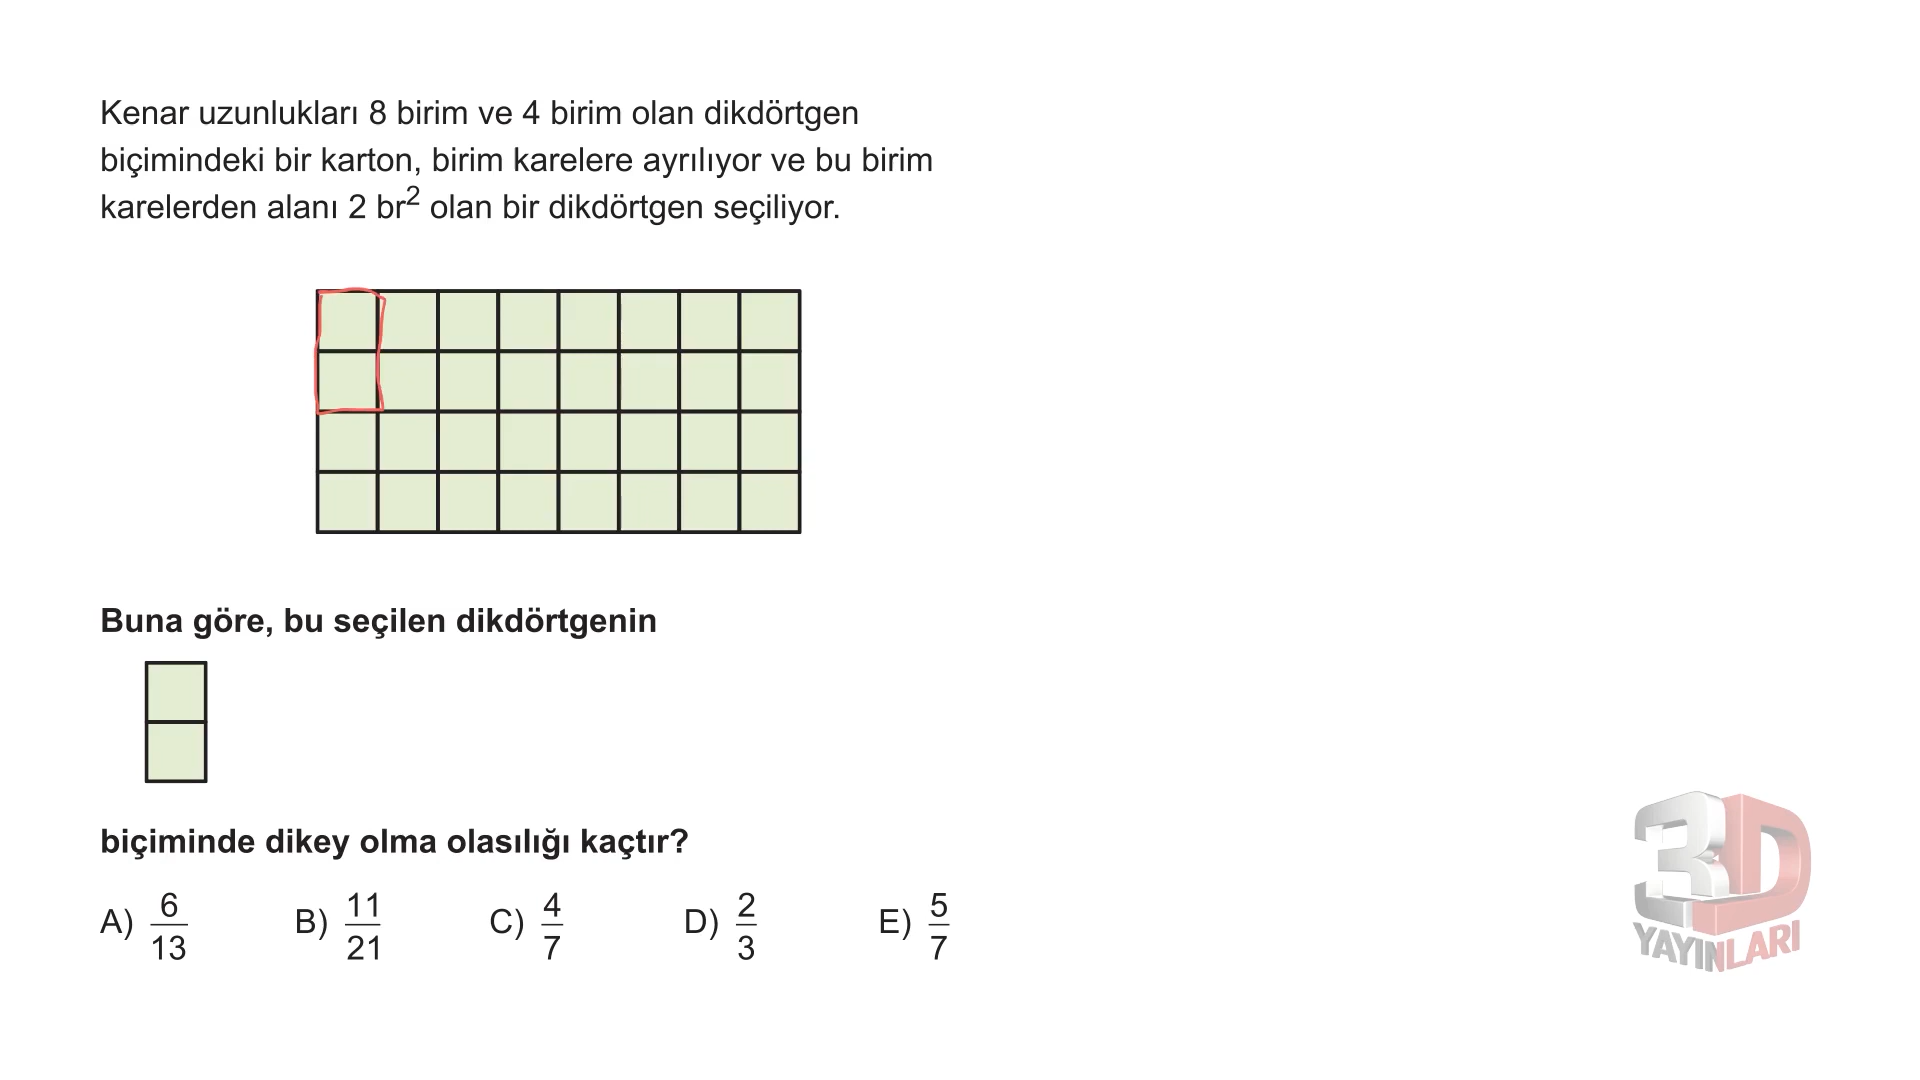 Kenar uzunlukları 8 birim ve 4 birim olan dikdörtgen
biçimindeki bir karton, birim karelere ayrılıyor ve bu birim
karelerden alanı 2 br² olan bir dikdörtgen seçiliyor.
Buna göre, bu seçilen dikdörtgenin
biçiminde dikey olma olasılığı kaçtır?
A) 6/13 B) 11/21 C) 4/7 D) 2/3 E) 5/7
3D
YAYINLARI